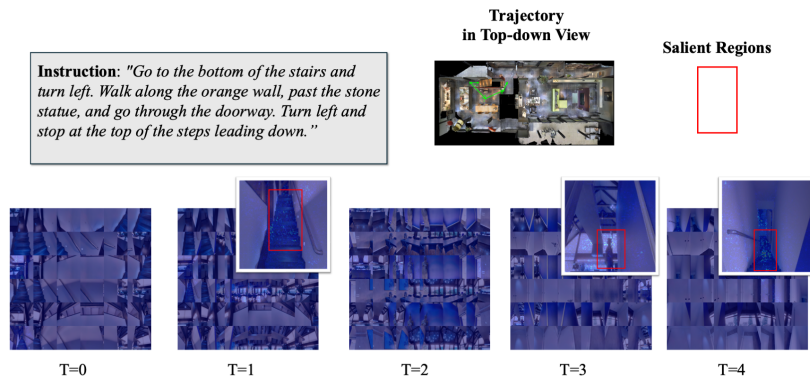 Trajectory
in Top-down View
Salient Regions
Instruction: "Go to the bottom of the stairs and
turn left. Walk along the orange wall, past the stone
statue, and go through the doorway. Turn left and
stop at the top of the steps leading down.”
T=0
T=1
T=2
T=3
T=4